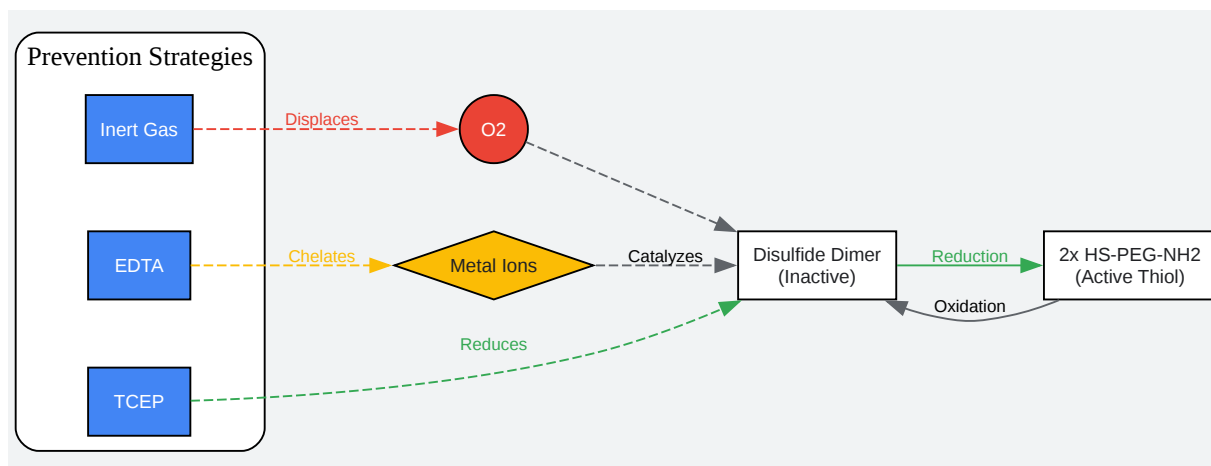 Prevention Strategies
Inert Gas
Displaces
O2
EDTA
Chelates
Metal Ions
Catalyzes
Disulfide Dimer
(Inactive)
Reduction
2x HS-PEG-NH2
(Active Thiol)
Oxidation
Reduces
TCEP